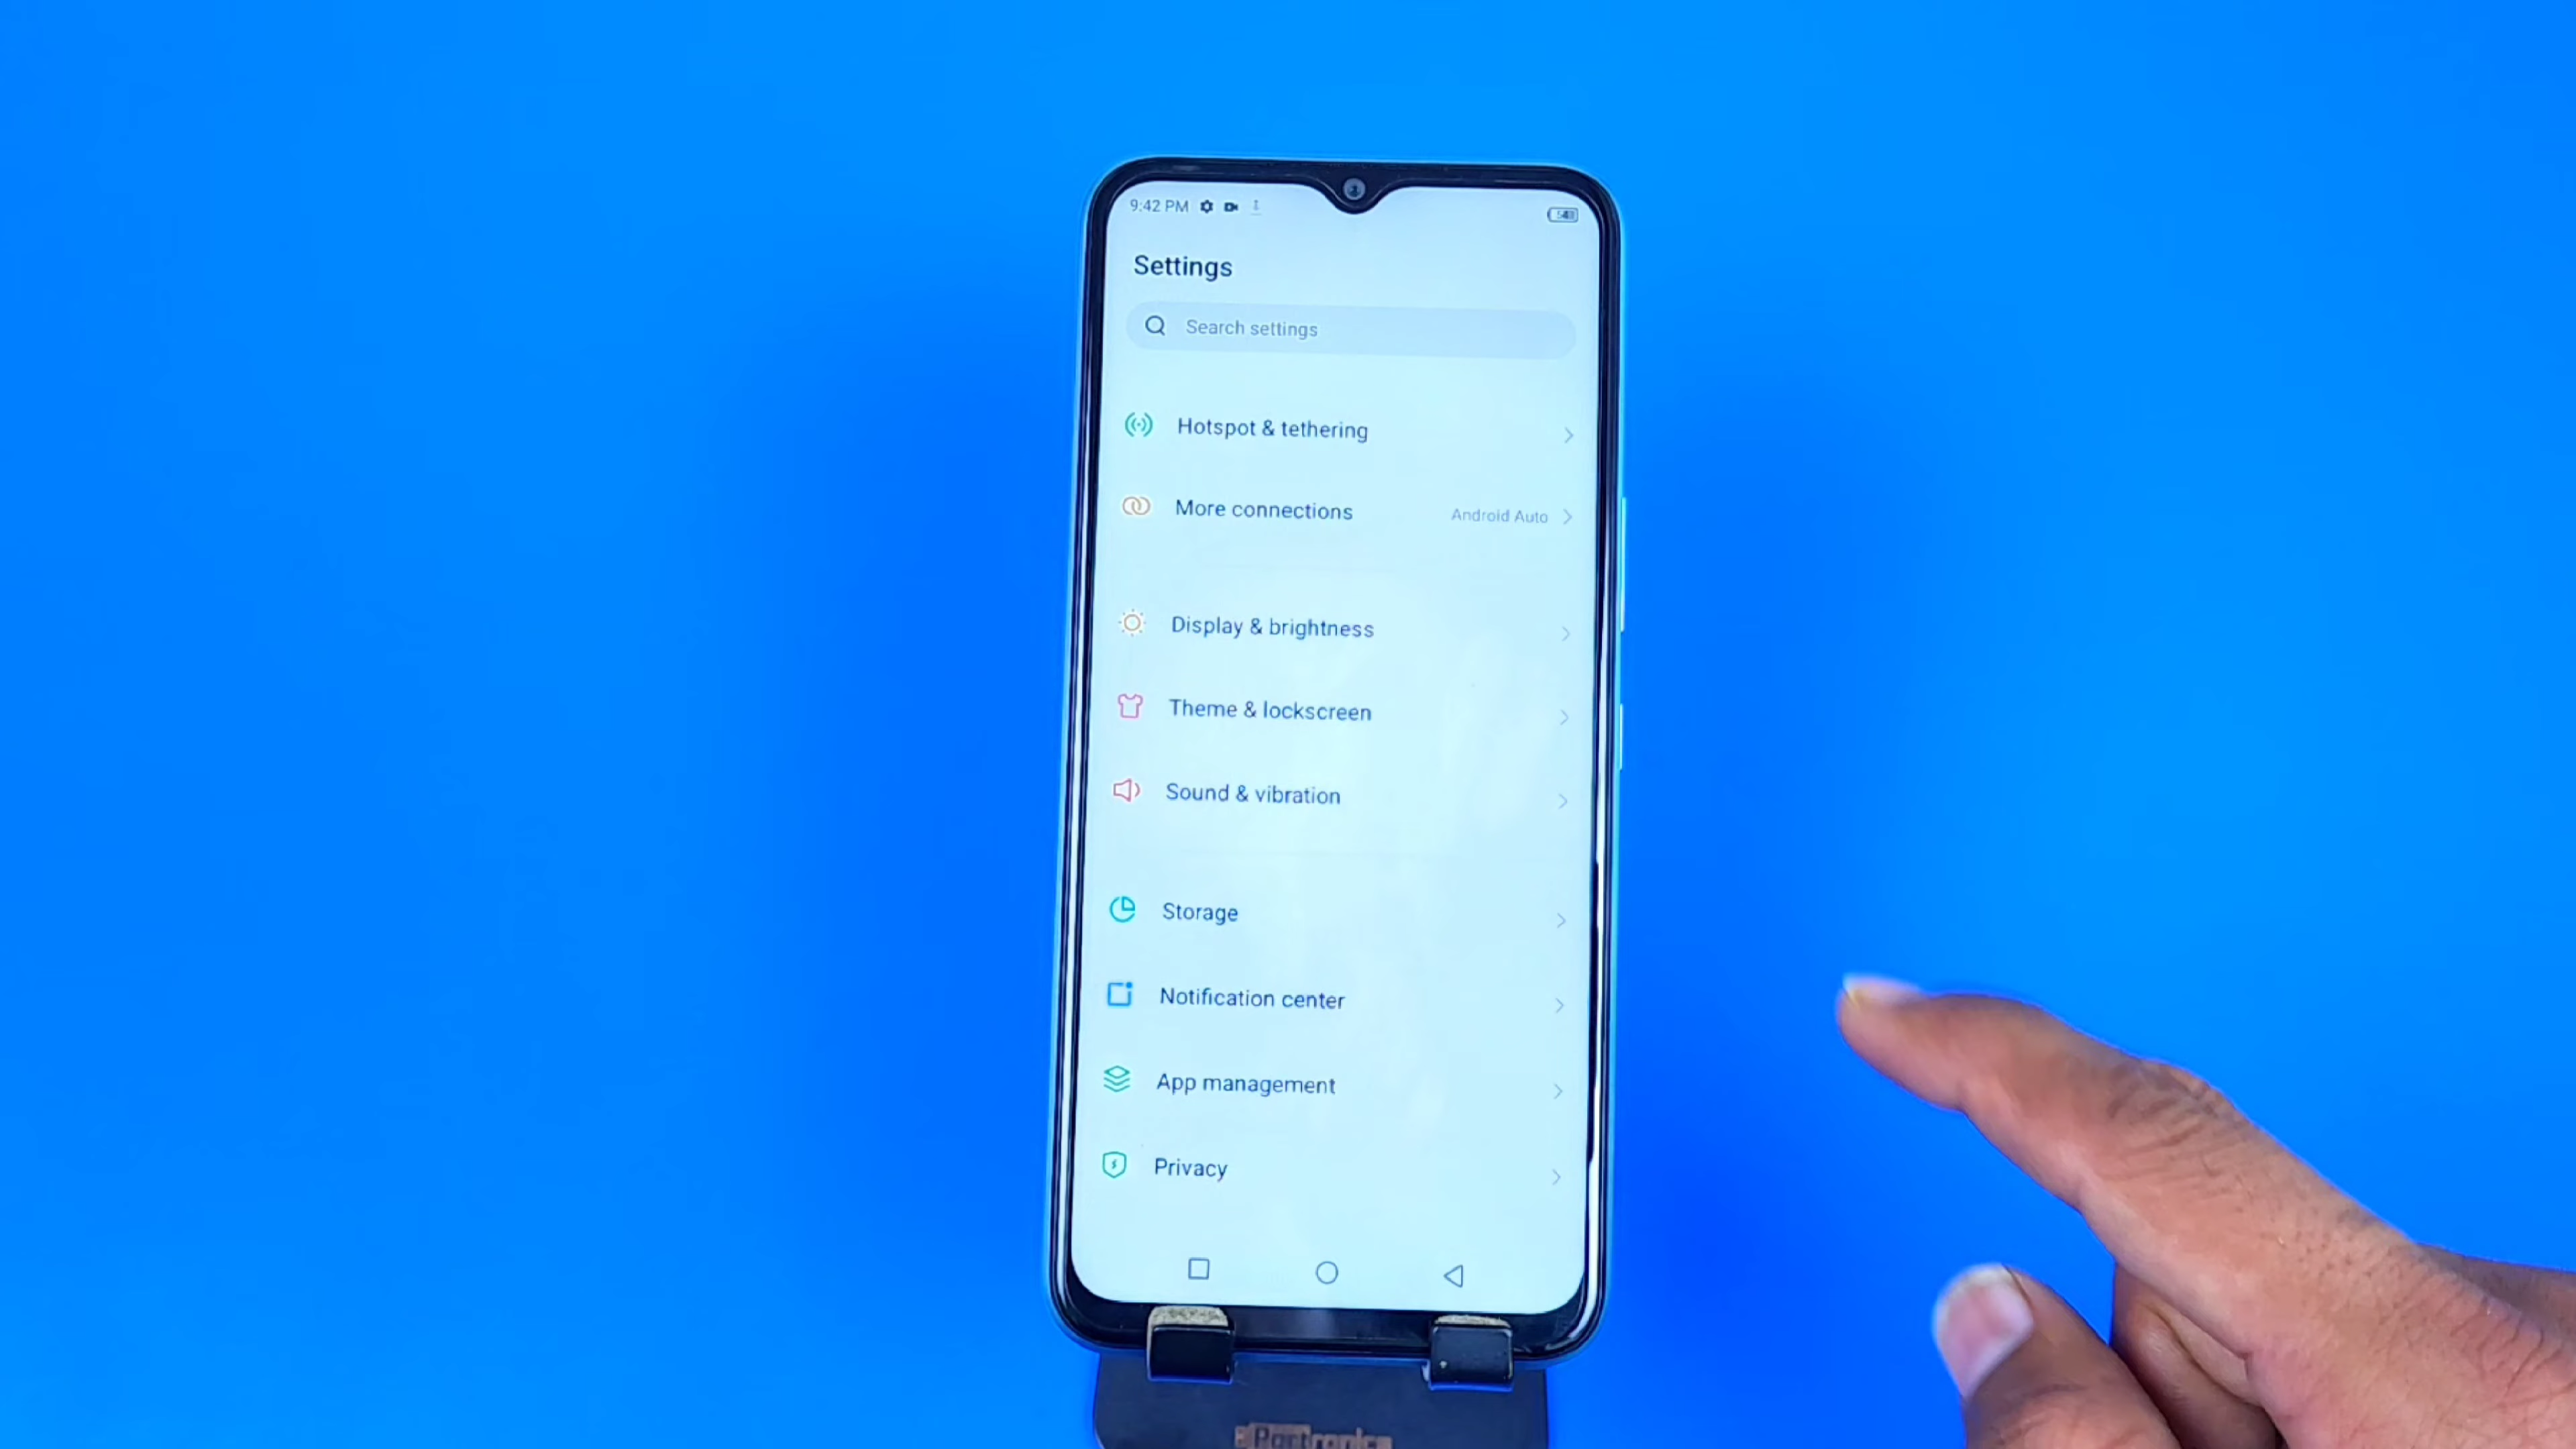 9:42 PM
Settings
Search settings
Hotspot & tethering
More connections Android Auto
Display & brightness
Theme & lockscreen
Sound & vibration
Storage
Notification center
App management
Privacy
Portronics